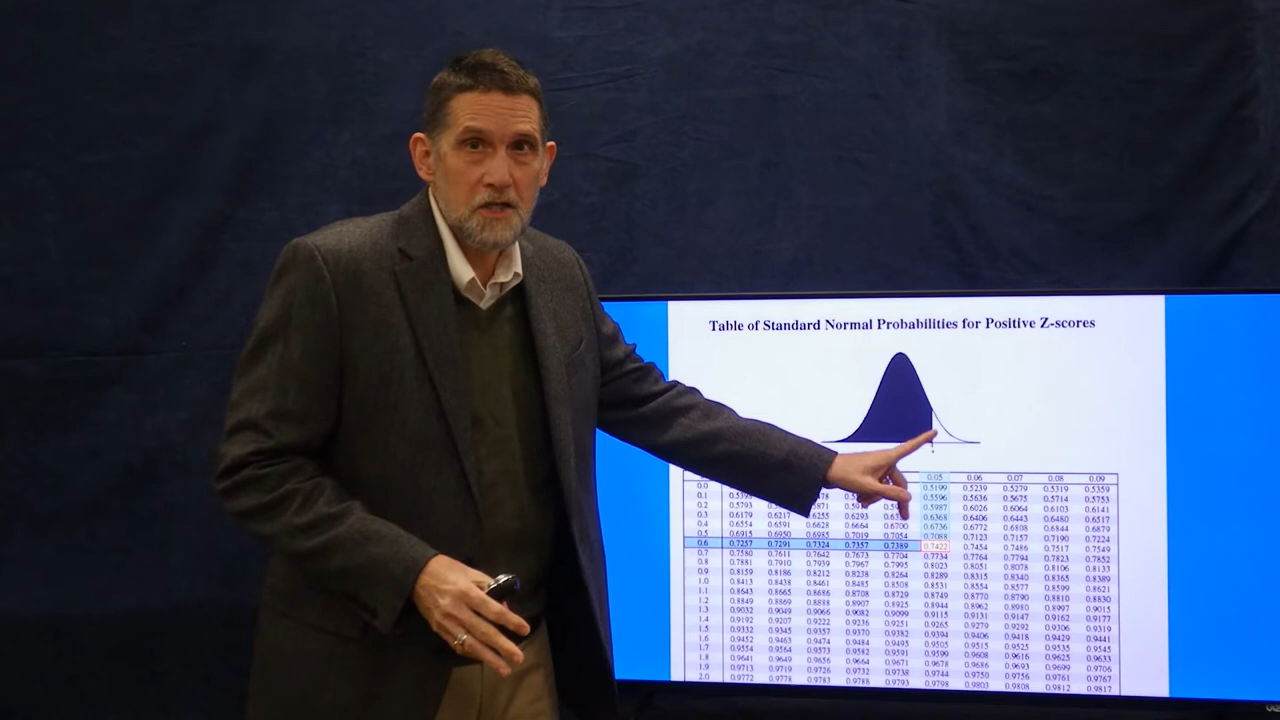 Table of Standard Normal Probabilities for Positive Z-scores
0.05 0.06 0.07 0.08 0.09
0.0 0.5199 0.5239 0.5279 0.5319 0.5359
0.1 0.5596 0.5636 0.5675 0.5714 0.5753
0.2 0.5793 0.5987 0.6026 0.6064 0.6103 0.6141
0.3 0.6179 0.6217 0.6255 0.6293 0.6368 0.6406 0.6443 0.6480 0.6517
0.4 0.6554 0.6591 0.6628 0.6664 0.6700 0.6736 0.6772 0.6808 0.6844 0.6879
0.5 0.6915 0.6950 0.6985 0.7019 0.7054 0.7088 0.7123 0.7157 0.7190 0.7224
0.6 0.7257 0.7291 0.7324 0.7357 0.7389 0.7422 0.7454 0.7486 0.7517 0.7549
0.7 0.7580 0.7611 0.7642 0.7673 0.7704 0.7734 0.7764 0.7794 0.7823 0.7852
0.8 0.7881 0.7910 0.7939 0.7967 0.7995 0.8023 0.8051 0.8078 0.8106 0.8133
0.9 0.8159 0.8186 0.8212 0.8238 0.8264 0.8289 0.8315 0.8340 0.8365 0.8389
1.0 0.8413 0.8438 0.8461 0.8485 0.8508 0.8531 0.8554 0.8577 0.8599 0.8621
1.1 0.8643 0.8665 0.8686 0.8708 0.8729 0.8749 0.8770 0.8790 0.8810 0.8830
1.2 0.8849 0.8869 0.8888 0.8907 0.8925 0.8944 0.8962 0.8980 0.8997 0.9015
1.3 0.9032 0.9049 0.9066 0.9082 0.9099 0.9115 0.9131 0.9147 0.9162 0.9177
1.4 0.9192 0.9207 0.9222 0.9236 0.9251 0.9265 0.9279 0.9292 0.9306 0.9319
1.5 0.9332 0.9345 0.9357 0.9370 0.9382 0.9394 0.9406 0.9418 0.9429 0.9441
1.6 0.9452 0.9463 0.9474 0.9484 0.9495 0.9505 0.9515 0.9525 0.9535 0.9545
1.7 0.9554 0.9564 0.9573 0.9582 0.9591 0.9599 0.9608 0.9616 0.9625 0.9633
1.8 0.9641 0.9649 0.9656 0.9664 0.9671 0.9678 0.9686 0.9693 0.9699 0.9706
1.9 0.9713 0.9719 0.9726 0.9732 0.9738 0.9744 0.9750 0.9756 0.9761 0.9767
2.0 0.9772 0.9778 0.9783 0.9788 0.9793 0.9798 0.9803 0.9808 0.9812 0.9817